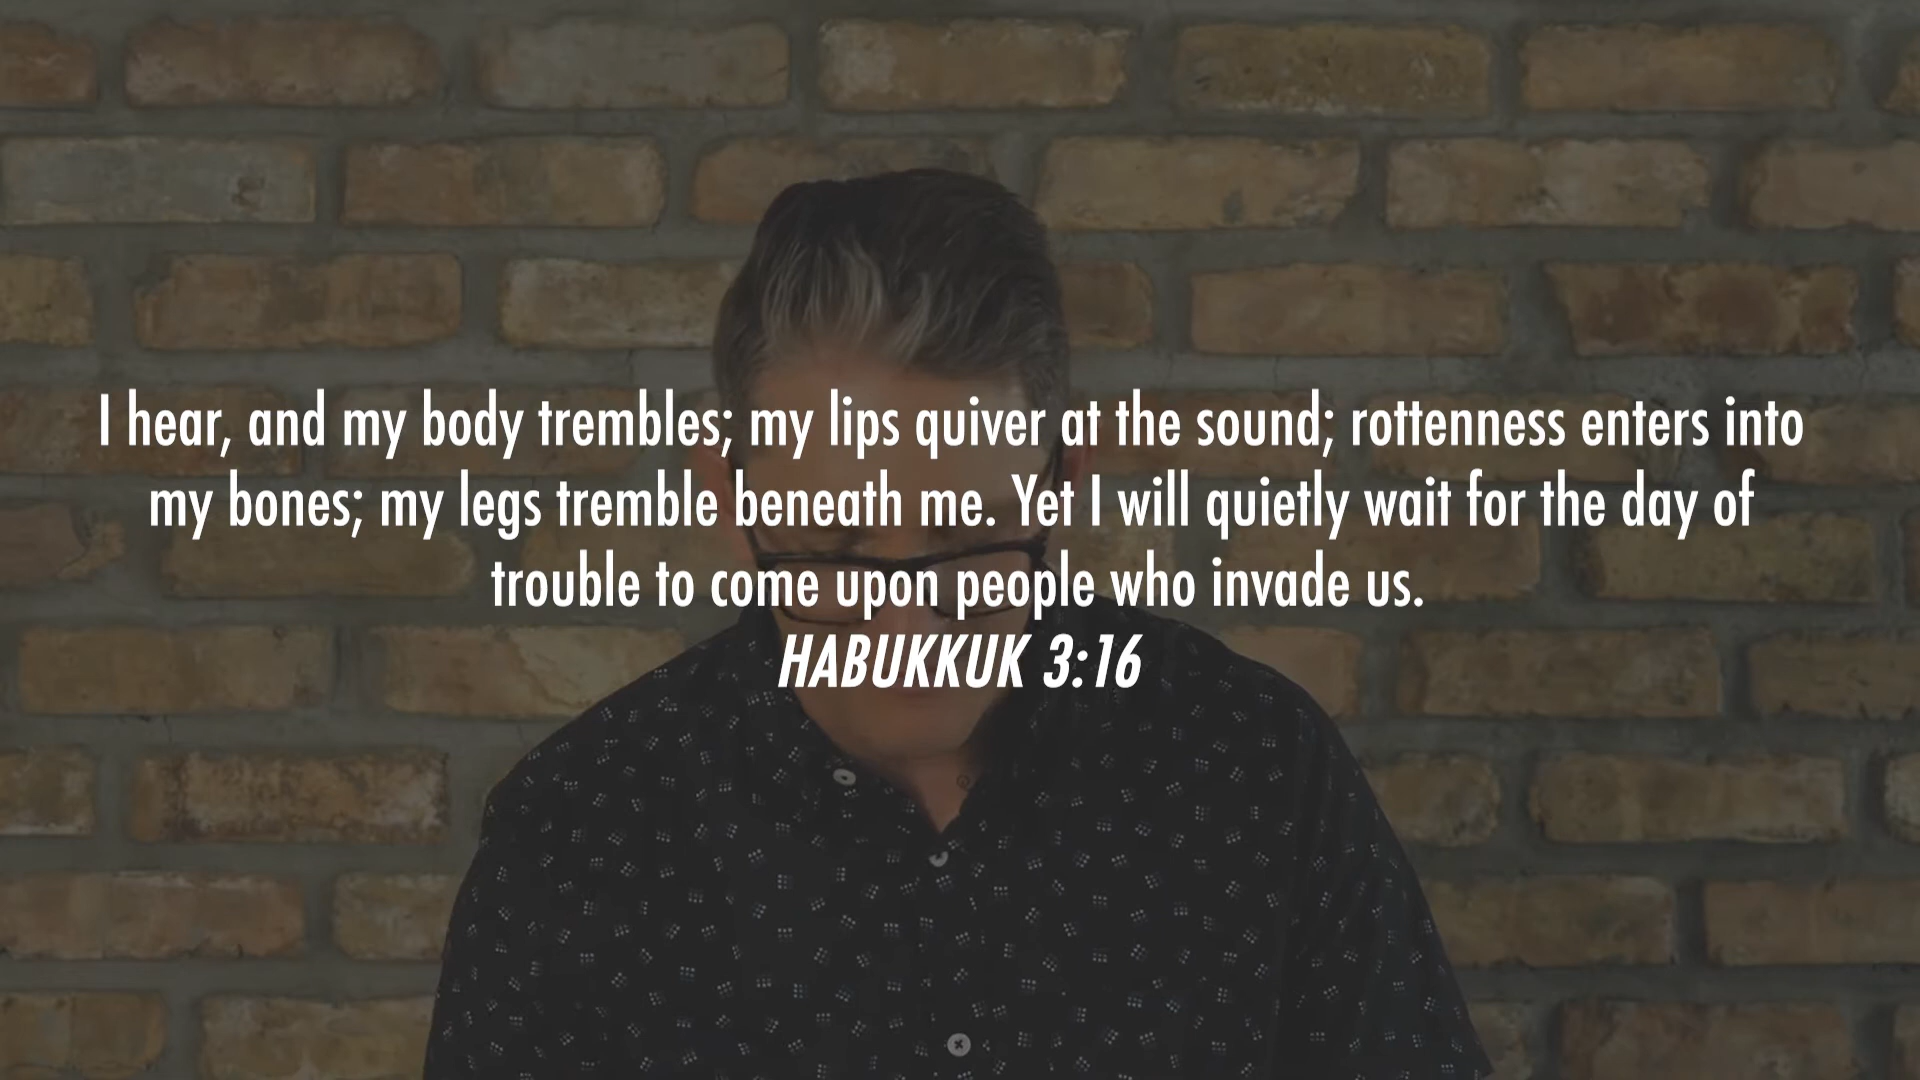 I hear, and my body trembles; my lips quiver at the sound; rottenness enters into
my bones; my legs tremble beneath me. Yet I will quietly wait for the day of
trouble to come upon people who invade us.
HABUKKUK 3:16